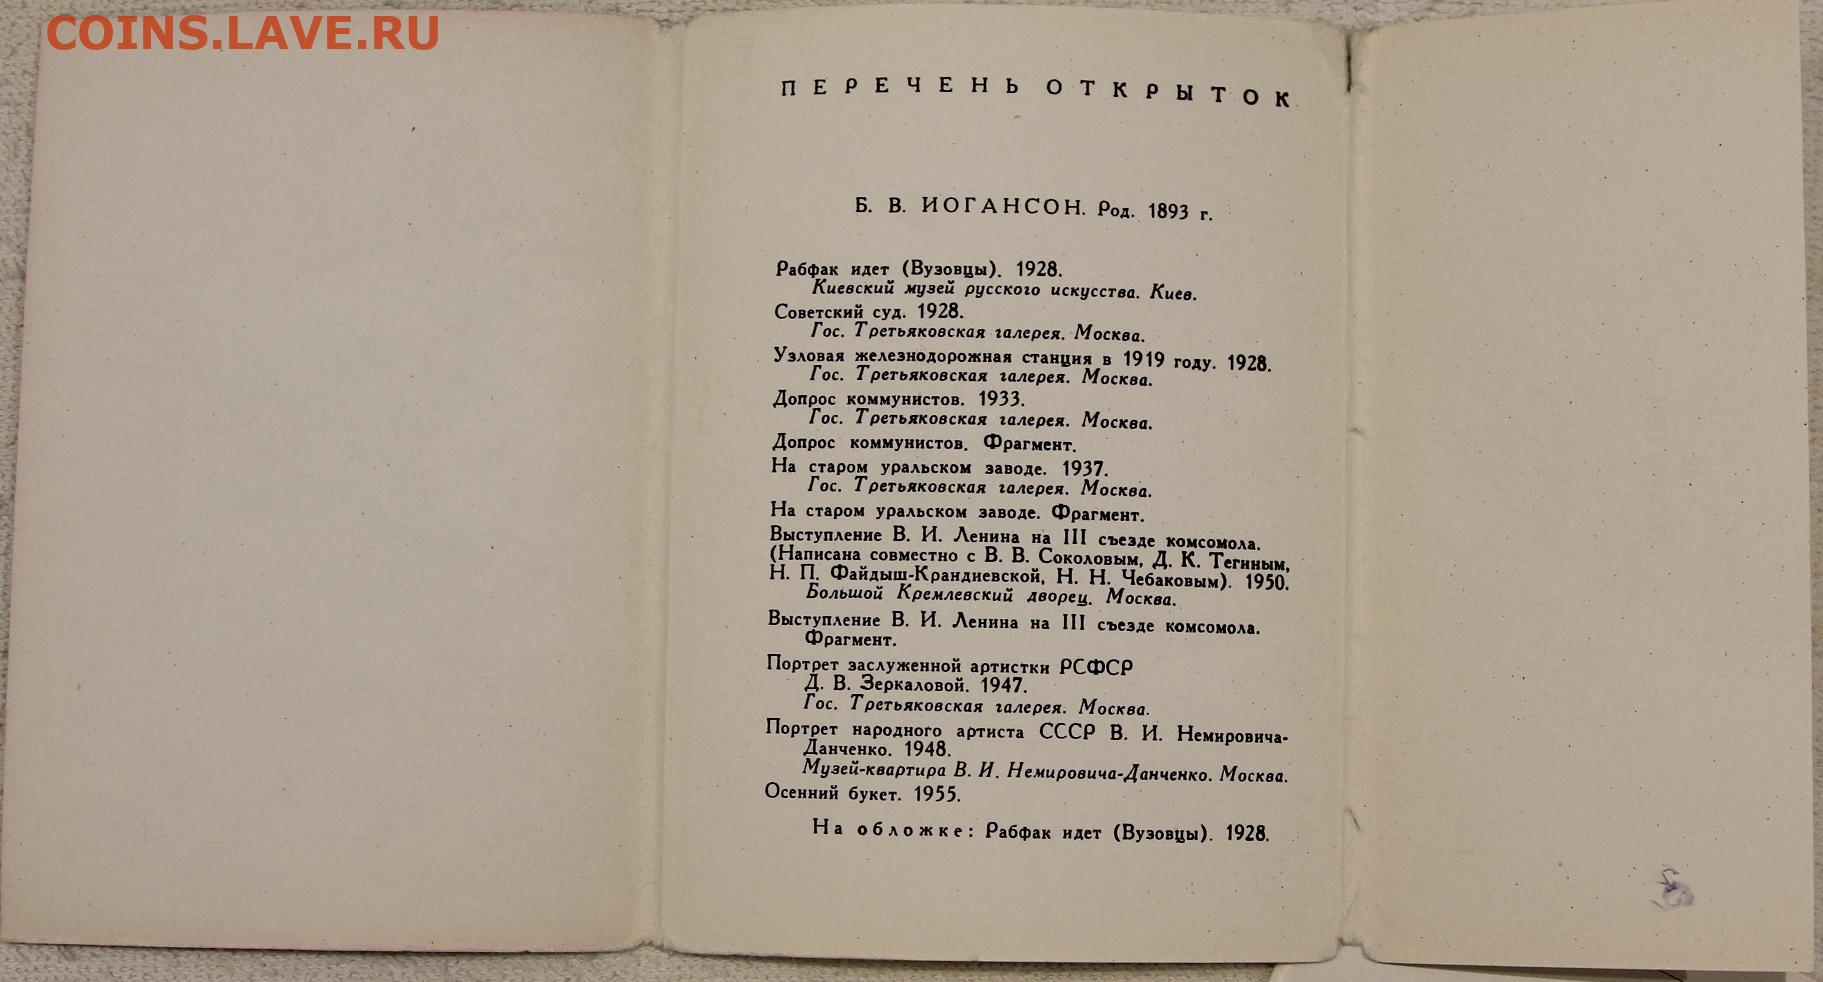 COINS.LAVE.RU
ПЕРЕЧЕНЬ ОТКРЫТОК
Б. В. ИОГАНСОН. Род. 1893 г.
Рабфак идет (Вузовцы). 1928.
Киевский музей русского искусства. Киев.
Советский суд. 1928.
Гос. Третьяковская галерея. Москва.
Узловая железнодорожная станция в 1919 году. 1928.
Гос. Третьяковская галерея. Москва.
Допрос коммунистов. 1933.
Гос. Третьяковская галерея. Москва.
Допрос коммунистов. Фрагмент.
На старом уральском заводе. 1937.
Гос. Третьяковская галерея. Москва.
На старом уральском заводе. Фрагмент.
Выступление В. И. Ленина на III съезде комсомола.
(Написана совместно с В. В. Соколовым, Д. К. Тегиным,
Н. П. Файдыш-Крандиевской, Н. Н. Чебаковым). 1950.
Большой Кремлевский дворец. Москва.
Выступление В. И. Ленина на III съезде комсомола.
Фрагмент.
Портрет заслуженной артистки РСФСР
Д. В. Зеркаловой. 1947.
Гос. Третьяковская галерея. Москва.
Портрет народного артиста СССР В. И. Немировича-
Данченко. 1948.
Музей-квартира В. И. Немировича-Данченко. Москва.
Осенний букет. 1955.
На обложке: Рабфак идет (Вузовцы). 1928.